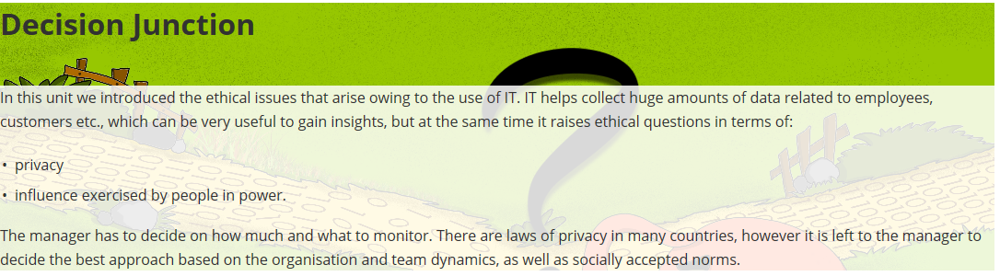 Decision Junction
In this unit we introduced the ethical issues that arise owing to the use of IT. IT helps collect huge amounts of data related to employees,
customers etc., which can be very useful to gain insights, but at the same time it raises ethical questions in terms of:
• privacy
• influence exercised by people in power.
The manager has to decide on how much and what to monitor. There are laws of privacy in many countries, however it is left to the manager to
decide the best approach based on the organisation and team dynamics, as well as socially accepted norms.